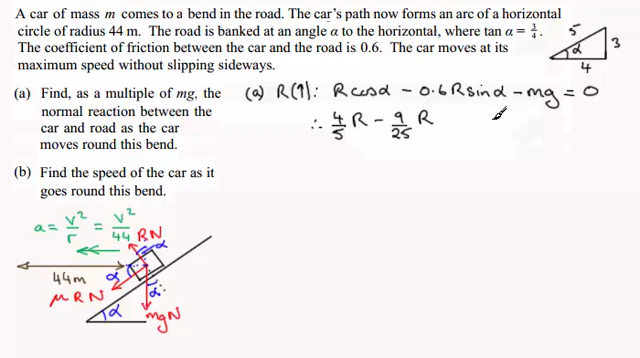 A car of mass m comes to a bend in the road. The car's path now forms an arc of a horizontal
circle of radius 44 m. The road is banked at an angle α to the horizontal, where tan α = 3/4.
The coefficient of friction between the car and the road is 0.6. The car moves at its
maximum speed without slipping sideways.
5
α
3
4
(a) Find, as a multiple of mg, the
normal reaction between the
car and road as the car
moves round this bend.
(a) R(↑): Rcosα - 0.6Rsinα - mg = 0
∴ 4/5 R - 9/25 R
(b) Find the speed of the car as it
goes round this bend.
a = v²/r = v²/44
RN
α
44m
α
μRN
α
α
mgN